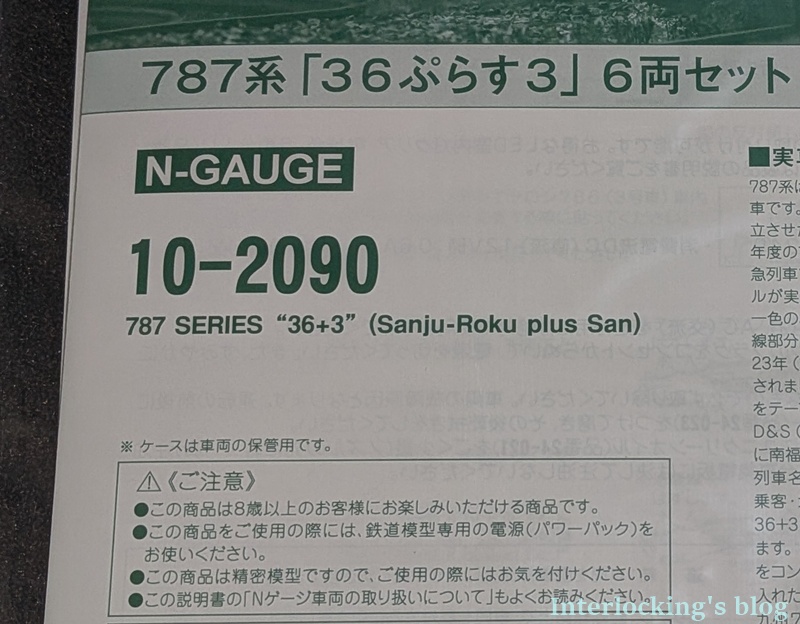 787系「36ぷらす3」6両セット
N-GAUGE
10-2090
787 SERIES “36+3” (Sanju-Roku plus San)
※ ケースは車両の保管用です。
⚠《ご注意》
●この商品は8歳以上のお客様にお楽しみいただける商品です。
●この商品をご使用の際には、鉄道模型専用の電源(パワーパック)を
お使いください。
●この商品は精密模型ですので、ご使用の際にはお気を付けください。
●この説明書の「Nゲージ車両の取り扱いについて」もよくお読みください。
■実
787系は
車です。
立させた
年度の
急列車
ルが実
一色の
線部分
23年(
されま
をテー
D&S(
に南福
列車名
乗客・
36+3
ます。
をコン
入れた
九州7
Interlocking's blog